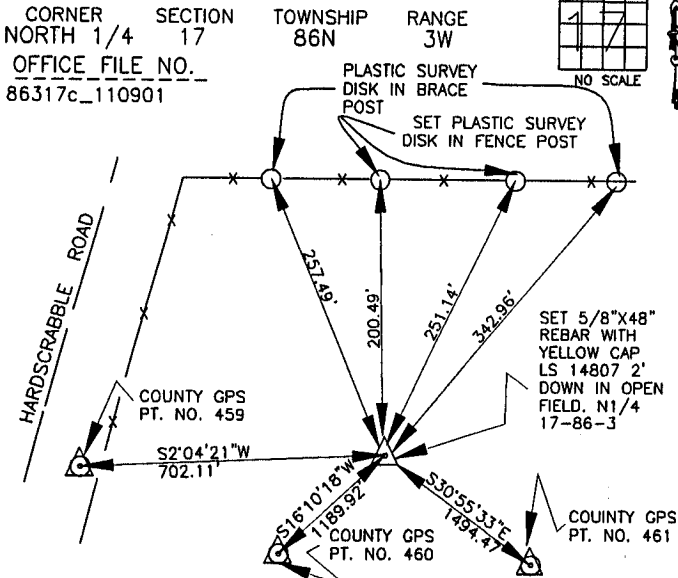 CORNER SECTION TOWNSHIP RANGE
NORTH 1/4 17 86N 3W
OFFICE FILE NO.
86317c_110901
17
NO SCALE
PLASTIC SURVEY
DISK IN BRACE
POST
SET PLASTIC SURVEY
DISK IN FENCE POST
HARDSCRABBLE ROAD
257.49'
200.49'
251.14'
342.96'
SET 5/8"X48"
REBAR WITH
YELLOW CAP
LS 14807 2'
DOWN IN OPEN
FIELD. N1/4
17-86-3
COUNTY GPS
PT. NO. 459
S2°04'21"W
702.11'
S16°10'18"W
1189.92'
S30°55'33"E
1494.47'
COUNTY GPS
PT. NO. 460
COUINTY GPS
PT. NO. 461